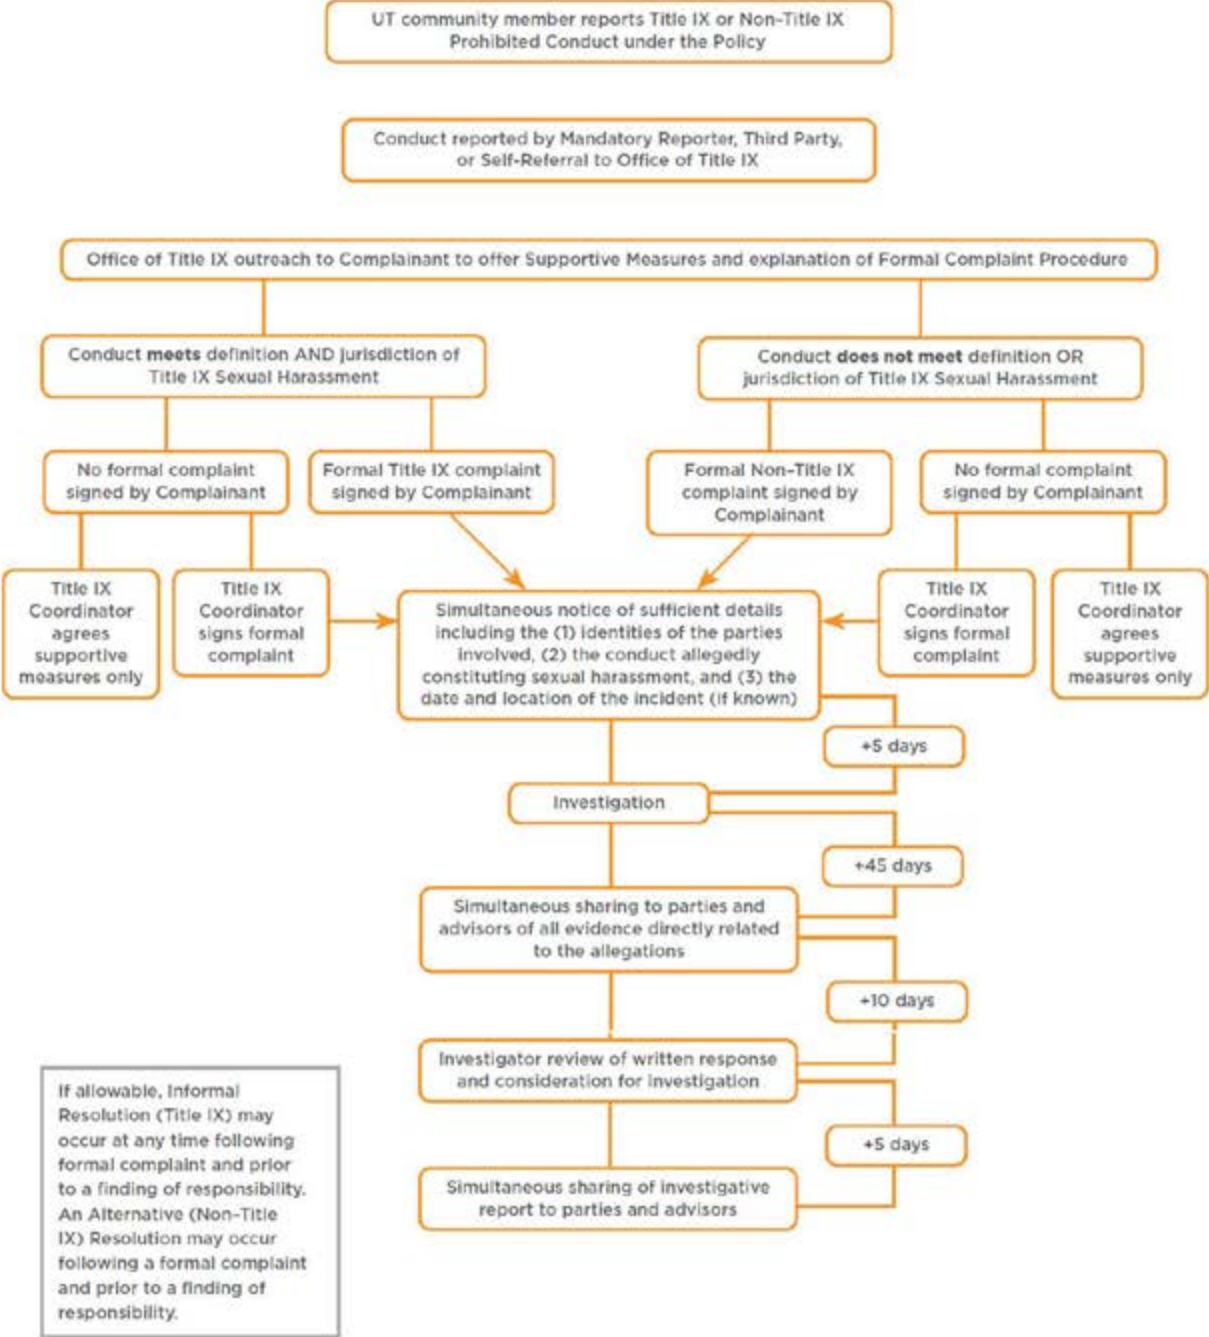 UT community member reports Title IX or Non-Title IX
Prohibited Conduct under the Policy
Conduct reported by Mandatory Reporter, Third Party,
or Self-Referral to Office of Title IX
Office of Title IX outreach to Complainant to offer Supportive Measures and explanation of Formal Complaint Procedure
Conduct meets definition AND jurisdiction of
Title IX Sexual Harassment
Conduct does not meet definition OR
jurisdiction of Title IX Sexual Harassment
No formal complaint
signed by Complainant
Formal Title IX complaint
signed by Complainant
Formal Non-Title IX
complaint signed by
Complainant
No formal complaint
signed by Complainant
Title IX
Coordinator
agrees
supportive
measures only
Title IX
Coordinator
signs formal
complaint
Simultaneous notice of sufficient details
including the (1) identities of the parties
involved, (2) the conduct allegedly
constituting sexual harassment, and (3) the
date and location of the incident (if known)
Title IX
Coordinator
signs formal
complaint
Title IX
Coordinator
agrees
supportive
measures only
+5 days
Investigation
+45 days
Simultaneous sharing to parties and
advisors of all evidence directly related
to the allegations
+10 days
Investigator review of written response
and consideration for investigation
+5 days
Simultaneous sharing of investigative
report to parties and advisors
If allowable, Informal
Resolution (Title IX) may
occur at any time following
formal complaint and prior
to a finding of responsibility.
An Alternative (Non-Title
IX) Resolution may occur
following a formal complaint
and prior to a finding of
responsibility.